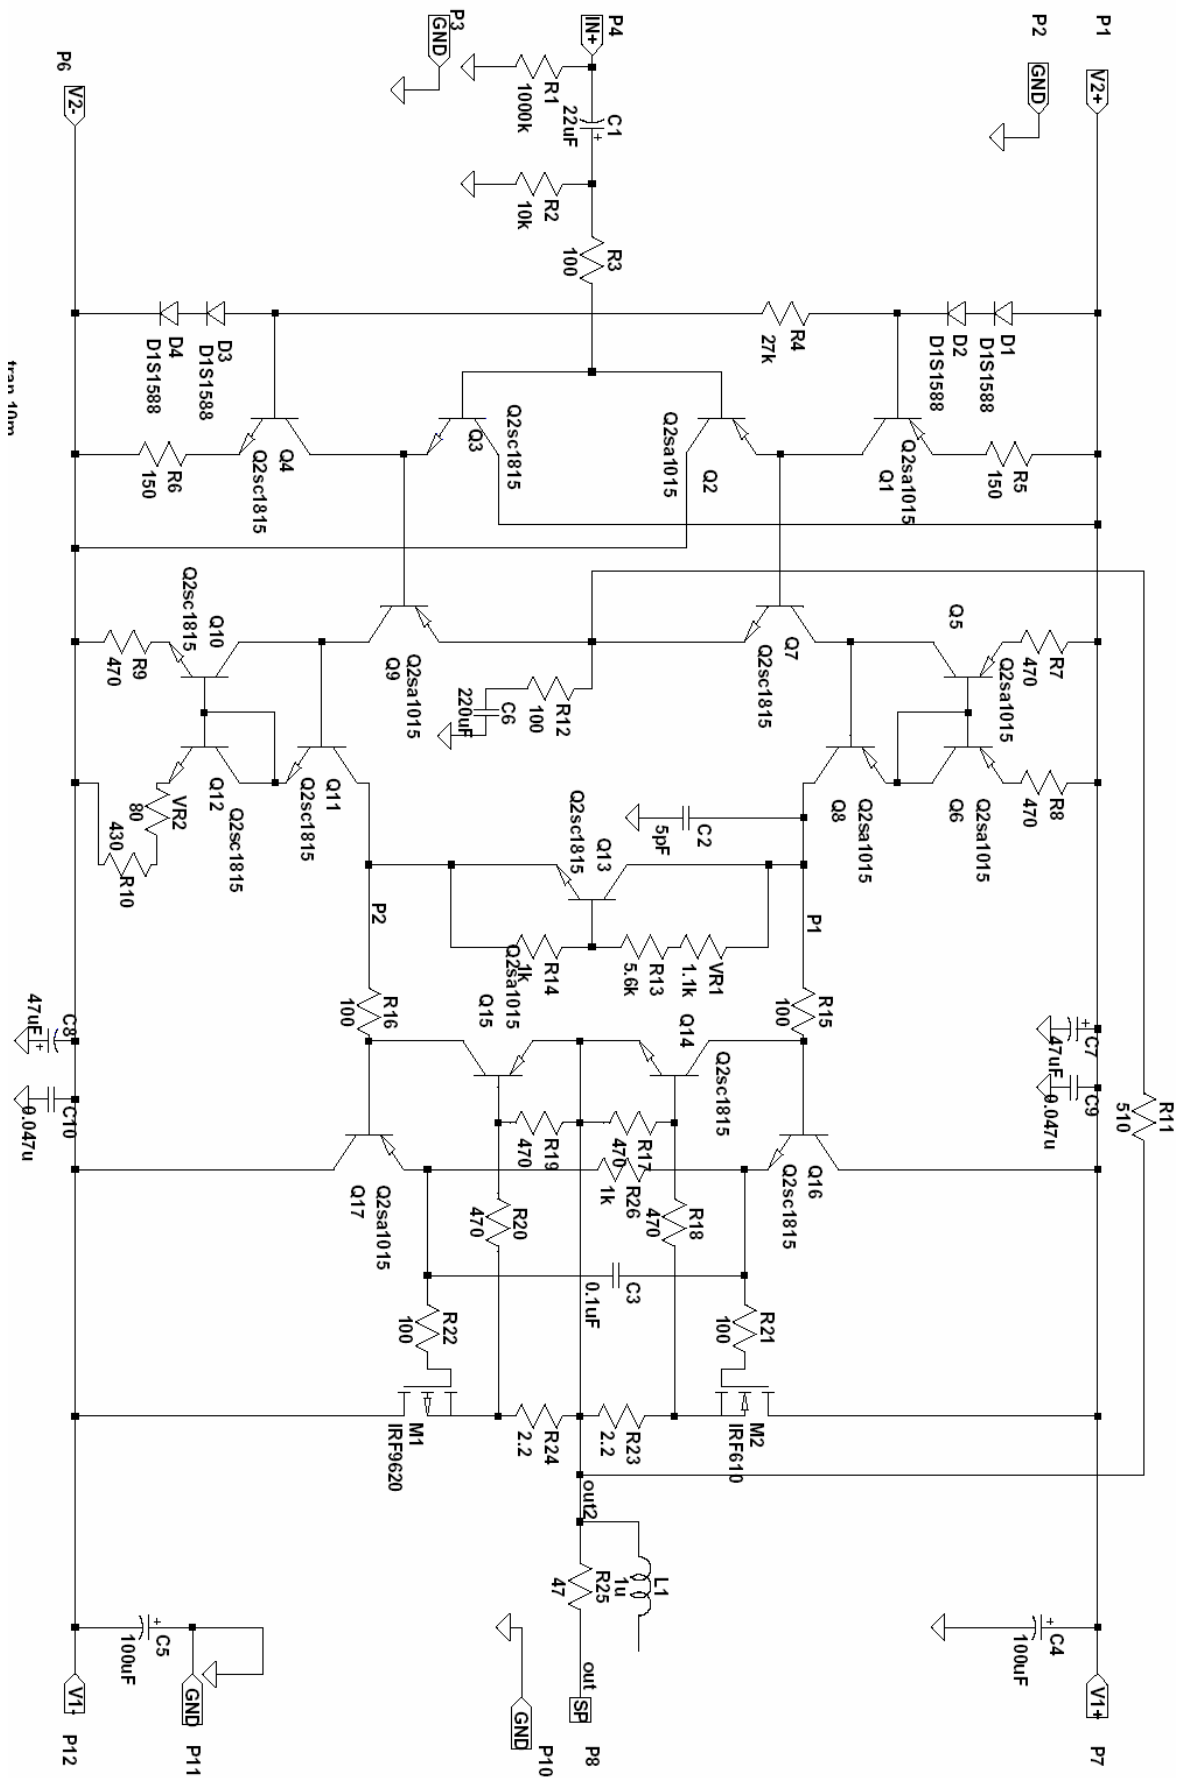 P1
V2+
P2
GND
P3
GND
P4
IN+
P6
V2-
R1
1000k
C1
22uF
+
R2
10k
R3
100
D1
D1S1588
D2
D1S1588
R4
27k
D3
D1S1588
D4
D1S1588
R5
150
Q2sa1015
Q1
Q2
Q2sa1015
Q2sc1815
Q3
Q4
Q2sc1815
R6
150
Q5
Q2sa1015
R7
470
Q7
Q2sc1815
Q2sa1015
Q9
Q10
Q2sc1815
R9
470
R12
100
C6
220uF
R8
470
Q6
Q2sa1015
Q8
Q2sa1015
Q11
Q2sc1815
Q12
Q2sc1815
VR2
80
430
R10
C2
5pF
Q13
Q2sc1815
P1
P2
VR1
1.1k
R13
5.6k
R14
1k
R15
100
R16
100
Q14
Q2sc1815
Q2sa1015
Q15
C7
47uF
+
C9
0.047u
C8
47uF
+
C10
0.047u
R11
510
R17
470
R19
470
R26
1k
R18
470
R20
470
Q16
Q2sc1815
Q17
Q2sa1015
C3
0.1uF
R21
100
R22
100
M2
IRF610
M1
IRF9620
R23
2.2
R24
2.2
out2
L1
1u
R25
47
out
SP
P8
GND
P10
C4
100uF
+
V1+
P7
C5
100uF
+
GND
P11
V1-
P12